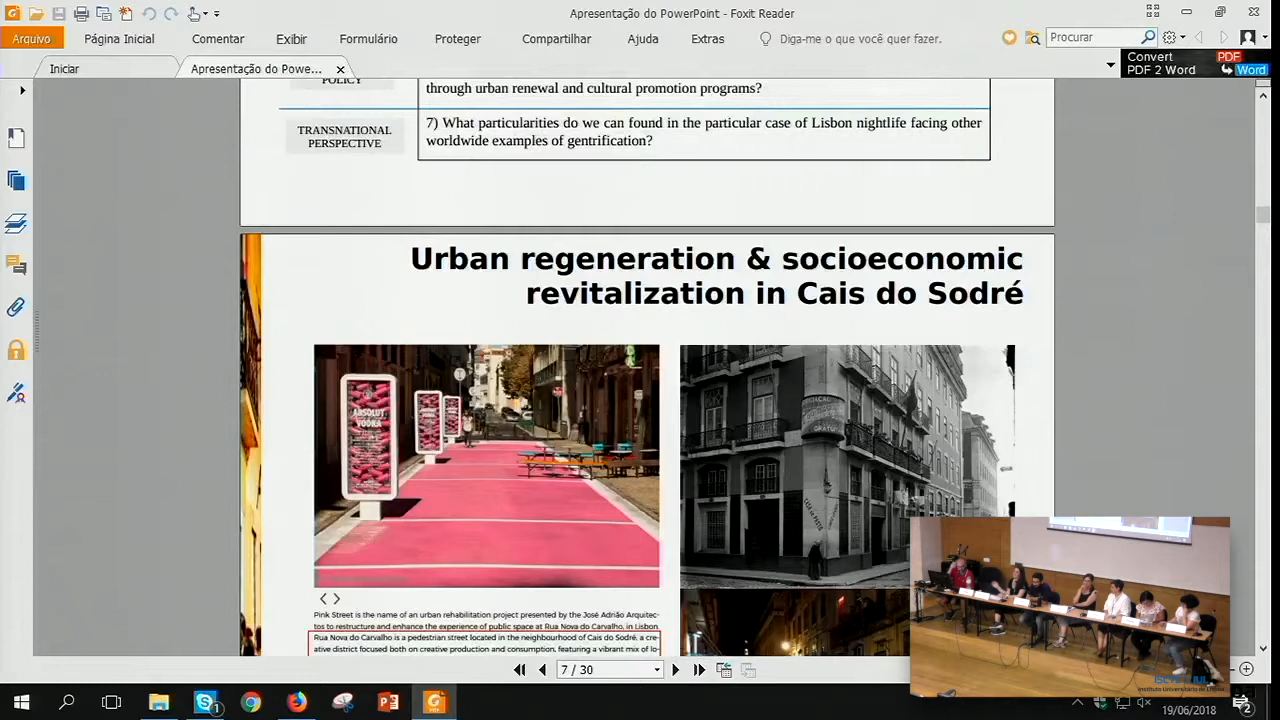 Apresentação do PowerPoint - Foxit Reader
Arquivo
Página Inicial
Comentar
Exibir
Formulário
Proteger
Compartilhar
Ajuda
Extras
Diga-me o que você quer fazer.
Procurar
Iniciar
Apresentação do Powe...
Convert PDF
PDF 2 Word Word
POLICY
through urban renewal and cultural promotion programs?
TRANSNATIONAL
PERSPECTIVE
7) What particularities do we can found in the particular case of Lisbon nightlife facing other
worldwide examples of gentrification?
Urban regeneration & socioeconomic
revitalization in Cais do Sodré
ABSOLUT
VODKA
Pink Street is the name of an urban rehabilitation project presented by the José Adrião Arquitec-
tos to restructure and enhance the experience of public space at Rua Nova do Carvalho, in Lisbon.
Rua Nova do Carvalho is a pedestrian street located in the neighbourhood of Cais do Sodré, a cre-
ative district focused both on creative production and consumption, featuring a vibrant mix of lo-
7 / 30
ISCTE IUL
Instituto Universitário de Lisboa
19/06/2018